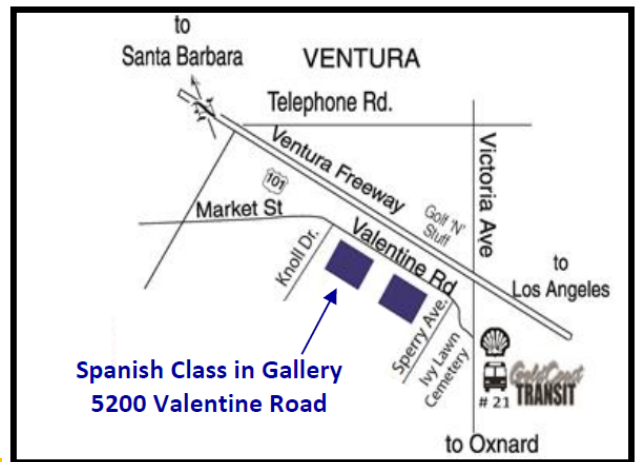 to
Santa Barbara
VENTURA
Telephone Rd.
Ventura Freeway
101
Victoria Ave
Market St
Golf 'N'
Stuff
Valentine Rd
Knoll Dr.
to
Los Angeles
Sperry Ave.
Ivy Lawn
Cemetery
Spanish Class in Gallery
5200 Valentine Road
GoldCoast
TRANSIT
# 21
to Oxnard